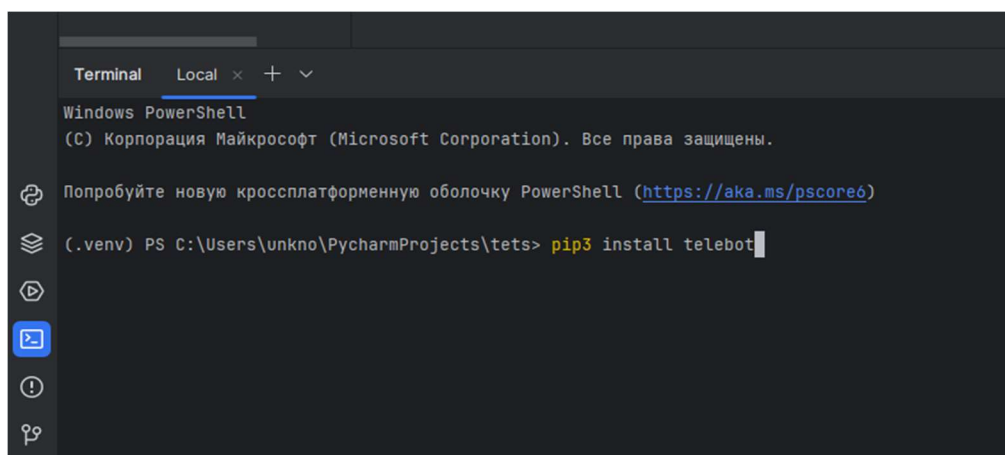 Terminal Local × + ∨
Windows PowerShell
(C) Корпорация Майкрософт (Microsoft Corporation). Все права защищены.
Попробуйте новую кроссплатформенную оболочку PowerShell (https://aka.ms/pscore6)
(.venv) PS C:\Users\unkno\PycharmProjects\tets> pip3 install telebot